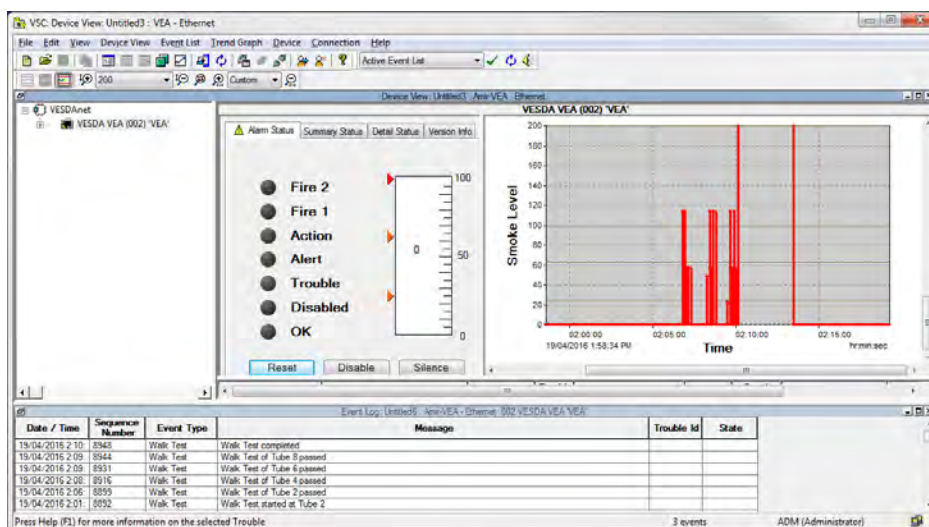 VSC: Device View: Untitled3 : VEA - Ethernet
File Edit View Device View Event List Trend Graph Device Connection Help
Active Event List
200 Custom
Device View: Untitled3 VEA Ethernet
VESDAnet
VESDA VEA (002) 'VEA'
VESDA VEA (002) 'VEA'
Alarm Status Summary Status Detail Status Version Info
Fire 2
Fire 1
Action
Alert
Trouble
Disabled
OK
100
50
0
0
Reset Disable Silence
Smoke Level
200
180
160
140
120
100
80
60
40
20
0
02:00:00 02:05:00 02:10:00 02:15:00
19/04/2016 1:58:34 PM Time hr:min:sec
Event Log: Untitled6 VEA - Ethernet 002 VESDA VEA 'VEA'
Date / Time Sequence Number Event Type Message Trouble Id State
19/04/2016 2:10: 8948 Walk Test Walk Test completed
19/04/2016 2:09: 8944 Walk Test Walk Test of Tube 8 passed
19/04/2016 2:09: 8931 Walk Test Walk Test of Tube 6 passed
19/04/2016 2:08: 8916 Walk Test Walk Test of Tube 4 passed
19/04/2016 2:06: 8899 Walk Test Walk Test of Tube 2 passed
19/04/2016 2:01: 8892 Walk Test Walk Test started at Tube 2
Press Help (F1) for more information on the selected Trouble 3 events ADM (Administrator)